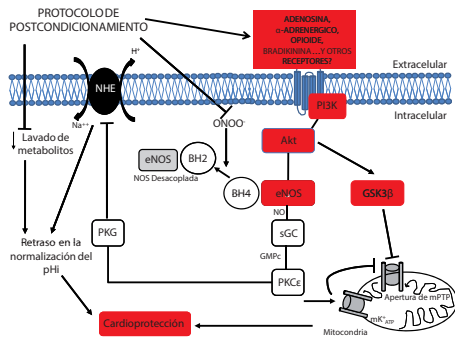 PROTOCOLO DE
POSTCONDICIONAMIENTO
ADENOSINA,
α-ADRENERGICO,
OPIOIDE,
BRADIKININA.....Y OTROS
RECEPTORES?
H⁺
Extracelular
NHE
PI3K
Intracelular
Na⁺⁺
ONOO⁻
Lavado de
metabolitos
Akt
eNOS
BH2
NOS Desacoplada
BH4
eNOS
GSK3β
NO
PKG
sGC
Retraso en la
normalización del
pHi
GMPc
PKCε
Apertura de mPTP
mK⁺ATP
Cardioprotección
Mitocondria